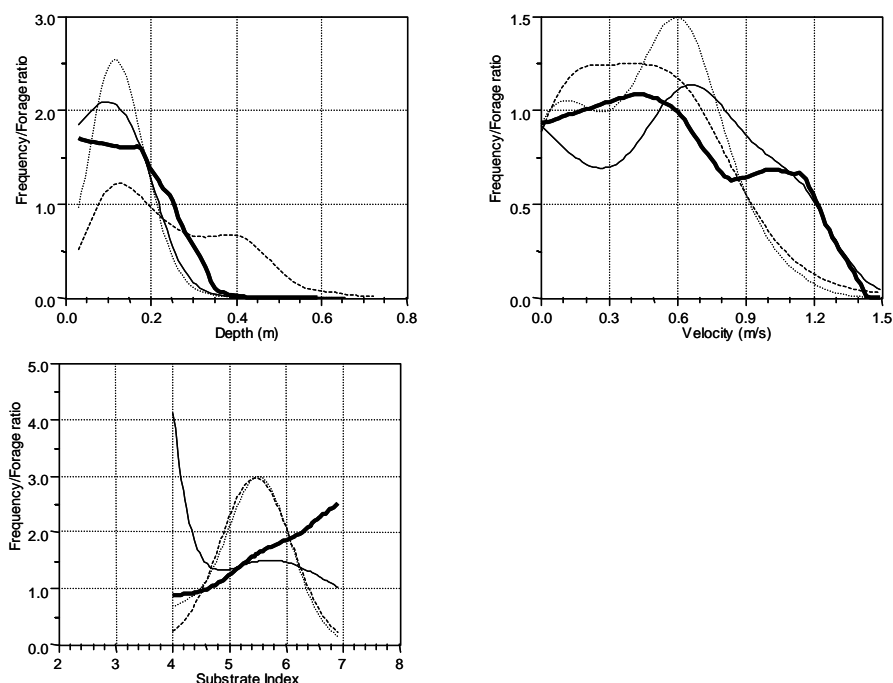 Frequency/Forage ratio
3.0
2.0
1.0
0.0
0.0 0.2 0.4 0.6 0.8
Depth (m)
Frequency/Forage ratio
1.5
1.0
0.5
0.0
0.0 0.3 0.6 0.9 1.2 1.5
Velocity (m/s)
Frequency/Forage ratio
5.0
4.0
3.0
2.0
1.0
0.0
2 3 4 5 6 7 8
Substrate Index